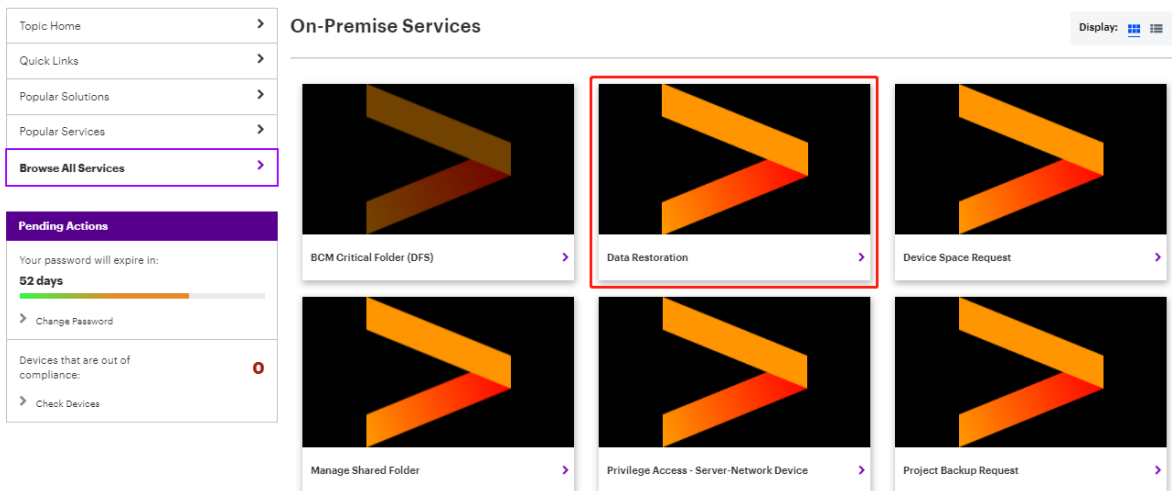 Topic Home
Quick Links
Popular Solutions
Popular Services
Browse All Services
Pending Actions
Your password will expire in:
52 days
Change Password
Devices that are out of
compliance:
0
Check Devices
On-Premise Services
Display:
BCM Critical Folder (DFS)
Data Restoration
Device Space Request
Manage Shared Folder
Privilege Access - Server-Network Device
Project Backup Request